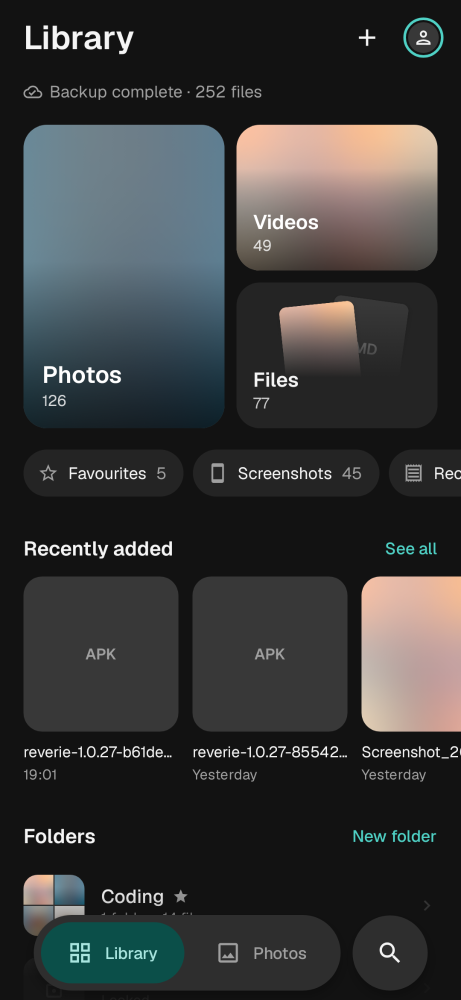 Library
Backup complete · 252 files
Photos
126
Videos
49
MD
Files
77
Favourites 5
Screenshots 45
Rec
Recently added
See all
APK
APK
reverie-1.0.27-b61de...
reverie-1.0.27-85542...
Screenshot_20
19:01
Yesterday
Yesterday
Folders
New folder
Coding
Library
Photos